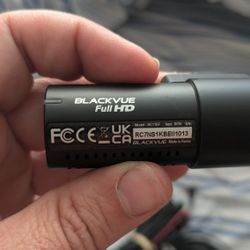 BLACKVUE
Full HD
FC CE UK CA
RC7NS1KBEII1013
BLACKVUE Made in Korea